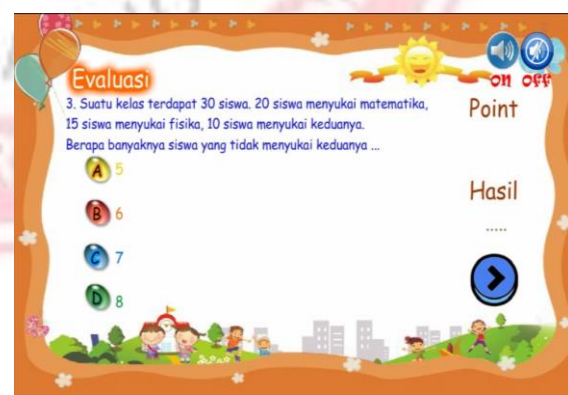 ON OFF
Evaluasi
Point
3. Suatu kelas terdapat 30 siswa. 20 siswa menyukai matematika,
15 siswa menyukai fisika, 10 siswa menyukai keduanya.
Berapa banyaknya siswa yang tidak menyukai keduanya ...
A 5
B 6
C 7
D 8
Hasil
.....